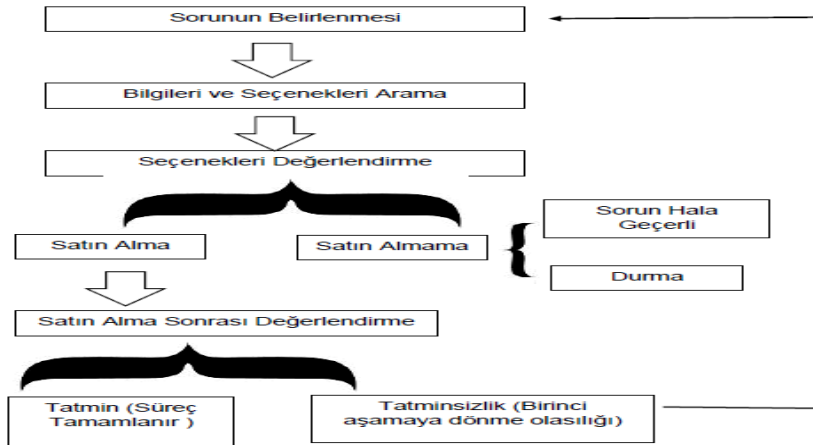 Sorunun Belirlenmesi
Bilgileri ve Seçenekleri Arama
Seçenekleri Değerlendirme
Satın Alma
Satın Almama
Sorun Hala
Geçerli
Durma
Satın Alma Sonrası Değerlendirme
Tatmin (Süreç
Tamamlanır )
Tatminsizlik (Birinci
aşamaya dönme olasılığı)